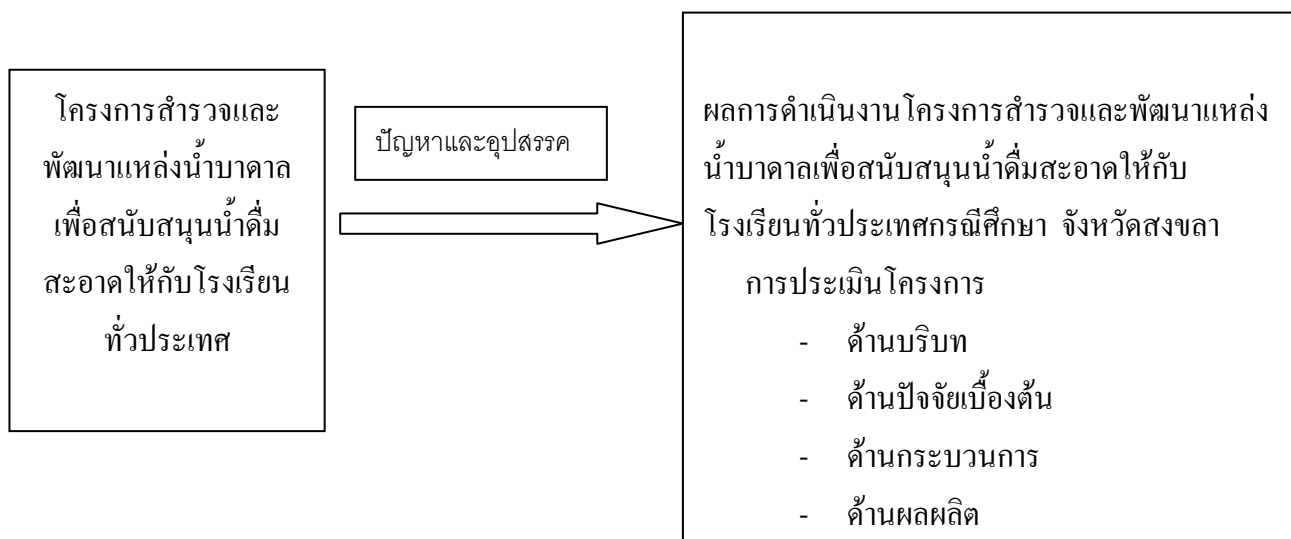 โครงการสำรวจและ
พัฒนาแหล่งน้ำบาดาล
เพื่อสนับสนุนน้ำดื่ม
สะอาดให้กับโรงเรียน
ทั่วประเทศ
ปัญหาและอุปสรรค
ผลการดำเนินงานโครงการสำรวจและพัฒนาแหล่ง
น้ำบาดาลเพื่อสนับสนุนน้ำดื่มสะอาดให้กับ
โรงเรียนทั่วประเทศกรณีศึกษา จังหวัดสงขลา
การประเมินโครงการ
- ด้านบริบท
- ด้านปัจจัยเบื้องต้น
- ด้านกระบวนการ
- ด้านผลผลิต